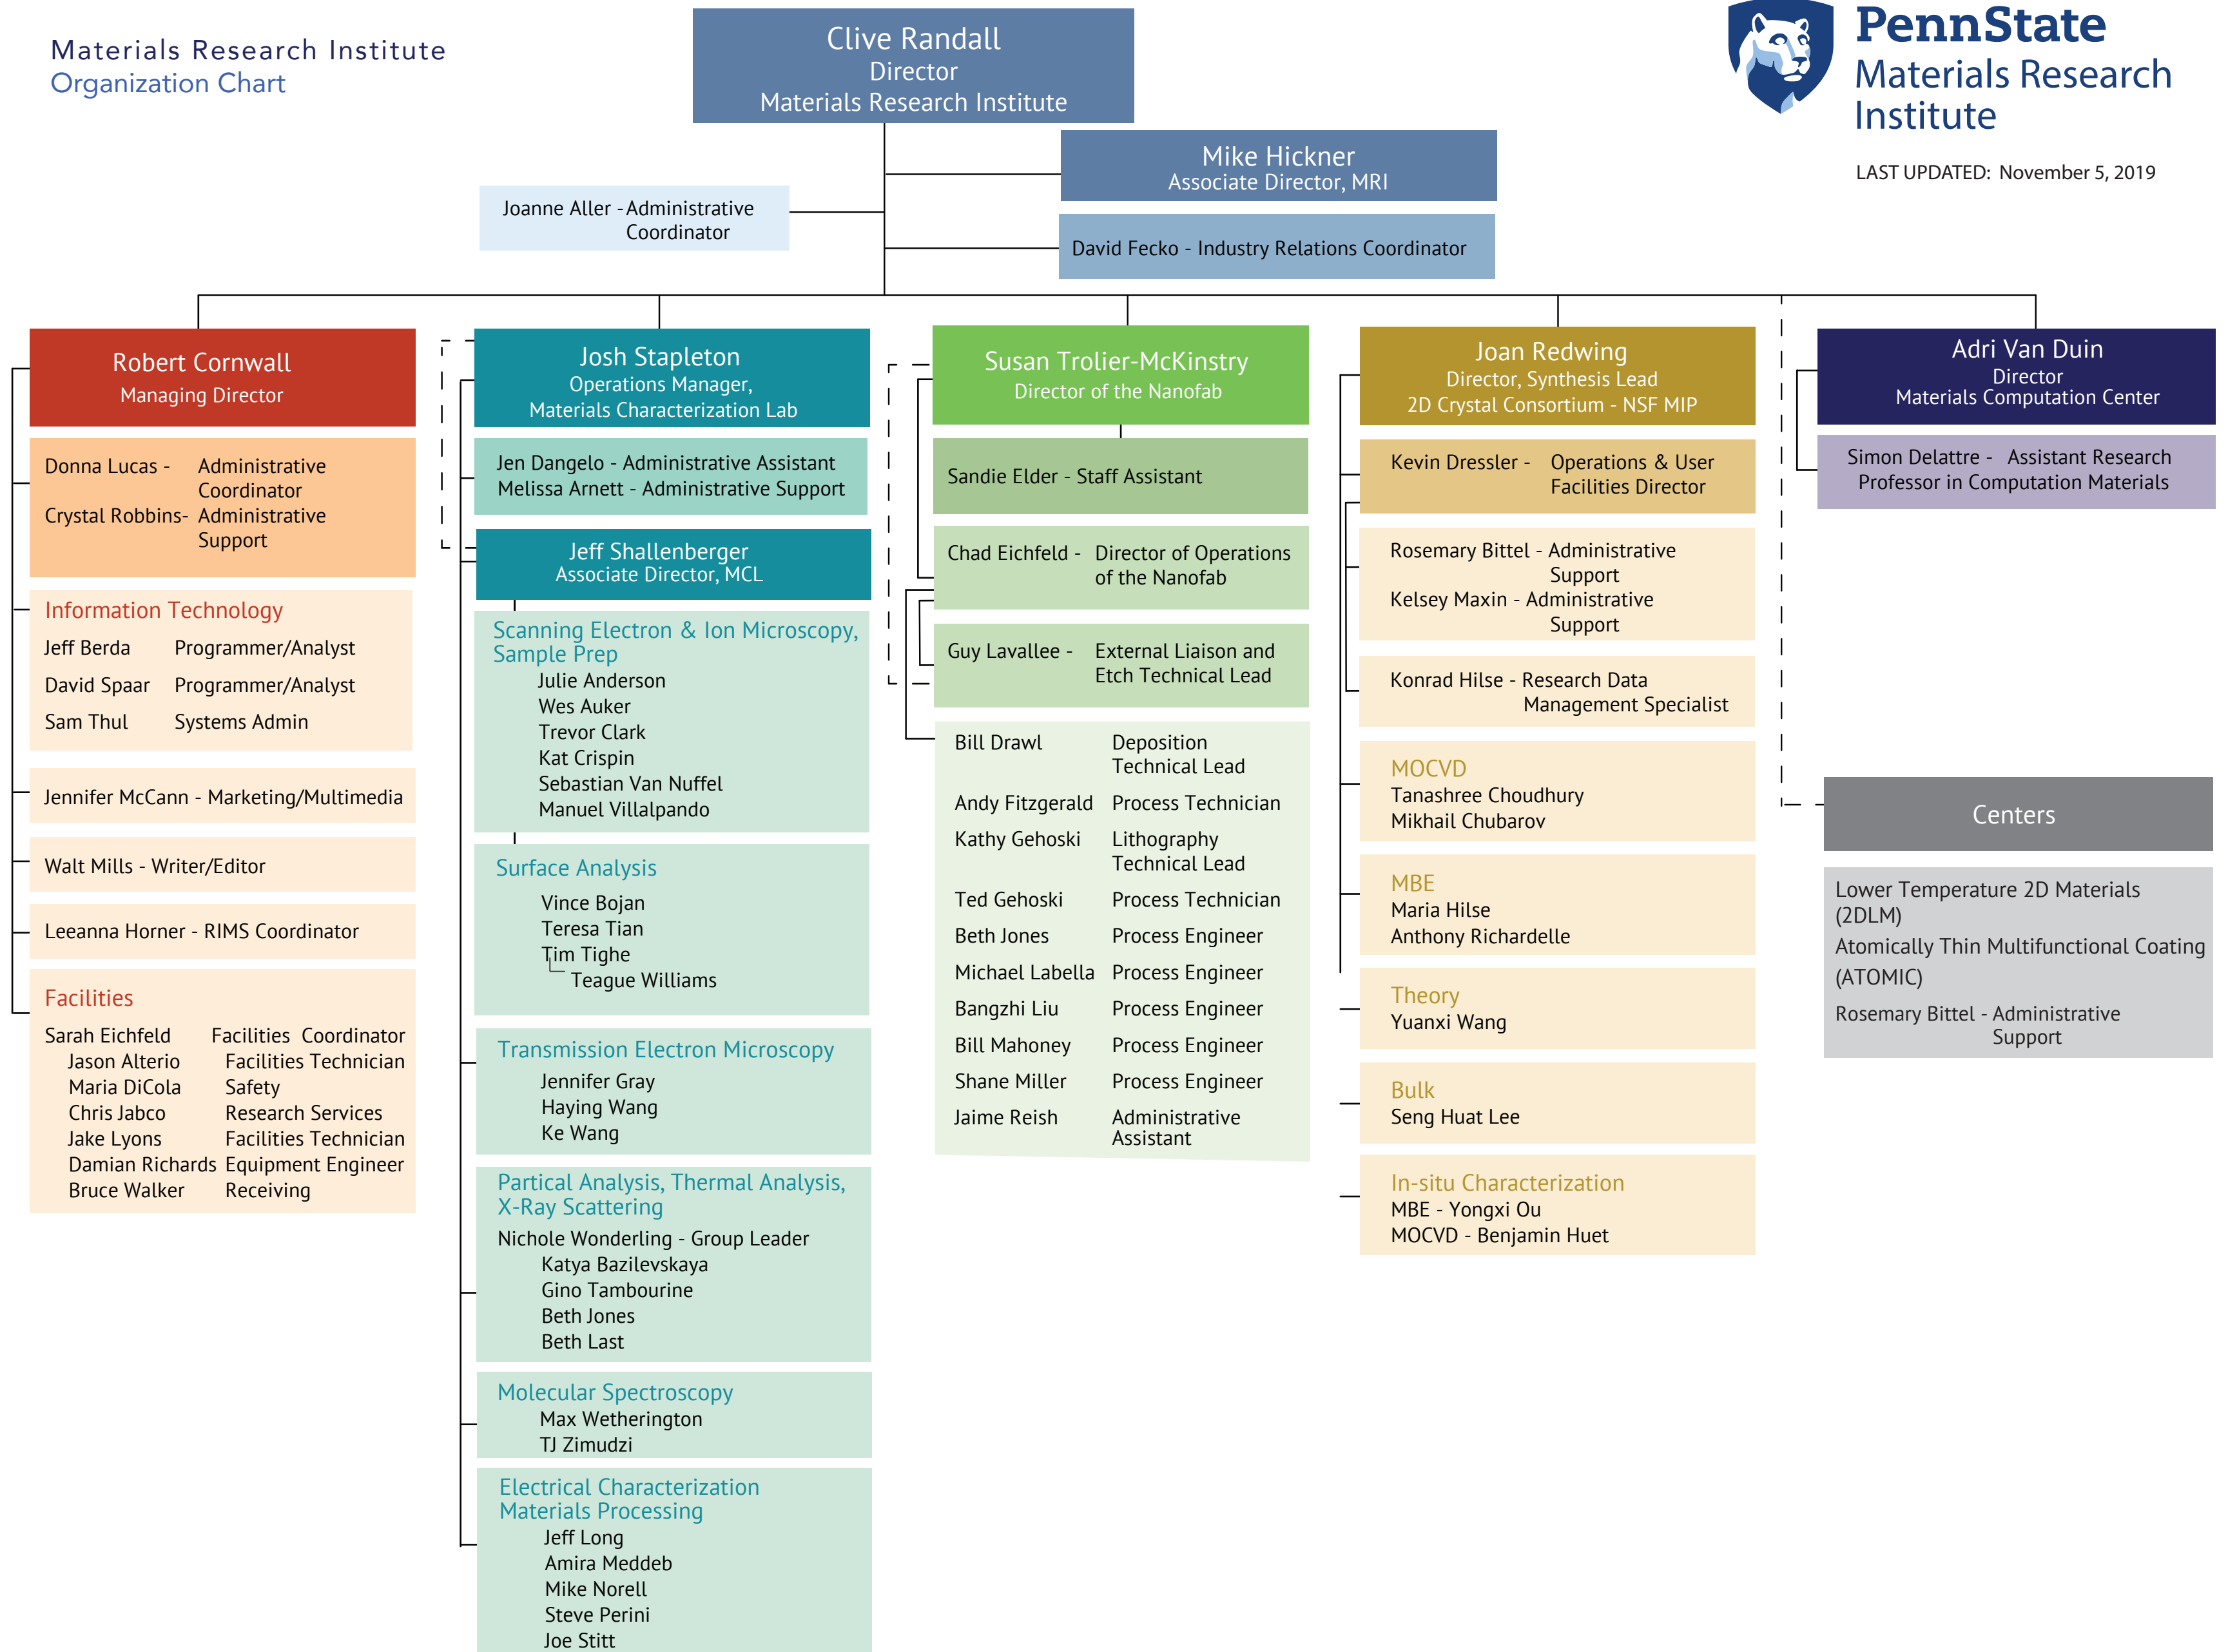 Materials Research Institute
Organization Chart
Clive Randall
Director
Materials Research Institute
PennState
Materials Research
Institute
LAST UPDATED: November 5, 2019
Mike Hickner
Associate Director, MRI
Joanne Aller - Administrative
Coordinator
David Fecko - Industry Relations Coordinator
Robert Cornwall
Managing Director
Donna Lucas - Administrative
Coordinator
Crystal Robbins- Administrative
Support
Information Technology
Jeff Berda Programmer/Analyst
David Spaar Programmer/Analyst
Sam Thul Systems Admin
Jennifer McCann - Marketing/Multimedia
Walt Mills - Writer/Editor
Leeanna Horner - RIMS Coordinator
Facilities
Sarah Eichfeld Facilities Coordinator
Jason Alterio Facilities Technician
Maria DiCola Safety
Chris Jabco Research Services
Jake Lyons Facilities Technician
Damian Richards Equipment Engineer
Bruce Walker Receiving
Josh Stapleton
Operations Manager,
Materials Characterization Lab
Jen Dangelo - Administrative Assistant
Melissa Arnett - Administrative Support
Jeff Shallenberger
Associate Director, MCL
Scanning Electron & Ion Microscopy,
Sample Prep
Julie Anderson
Wes Auker
Trevor Clark
Kat Crispin
Sebastian Van Nuffel
Manuel Villalpando
Surface Analysis
Vince Bojan
Teresa Tian
Tim Tighe
Teague Williams
Transmission Electron Microscopy
Jennifer Gray
Haying Wang
Ke Wang
Partical Analysis, Thermal Analysis,
X-Ray Scattering
Nichole Wonderling - Group Leader
Katya Bazilevskaya
Gino Tambourine
Beth Jones
Beth Last
Molecular Spectroscopy
Max Wetherington
TJ Zimudzi
Electrical Characterization
Materials Processing
Jeff Long
Amira Meddeb
Mike Norell
Steve Perini
Joe Stitt
Susan Trolier-McKinstry
Director of the Nanofab
Sandie Elder - Staff Assistant
Chad Eichfeld - Director of Operations
of the Nanofab
Guy Lavallee - External Liaison and
Etch Technical Lead
Bill Drawl Deposition
Technical Lead
Andy Fitzgerald Process Technician
Kathy Gehoski Lithography
Technical Lead
Ted Gehoski Process Technician
Beth Jones Process Engineer
Michael Labella Process Engineer
Bangzhi Liu Process Engineer
Bill Mahoney Process Engineer
Shane Miller Process Engineer
Jaime Reish Administrative
Assistant
Joan Redwing
Director, Synthesis Lead
2D Crystal Consortium - NSF MIP
Kevin Dressler - Operations & User
Facilities Director
Rosemary Bittel - Administrative
Support
Kelsey Maxin - Administrative
Support
Konrad Hilse - Research Data
Management Specialist
MOCVD
Tanashree Choudhury
Mikhail Chubarov
MBE
Maria Hilse
Anthony Richardelle
Theory
Yuanxi Wang
Bulk
Seng Huat Lee
In-situ Characterization
MBE - Yongxi Ou
MOCVD - Benjamin Huet
Adri Van Duin
Director
Materials Computation Center
Simon Delattre - Assistant Research
Professor in Computation Materials
Centers
Lower Temperature 2D Materials
(2DLM)
Atomically Thin Multifunctional Coating
(ATOMIC)
Rosemary Bittel - Administrative
Support